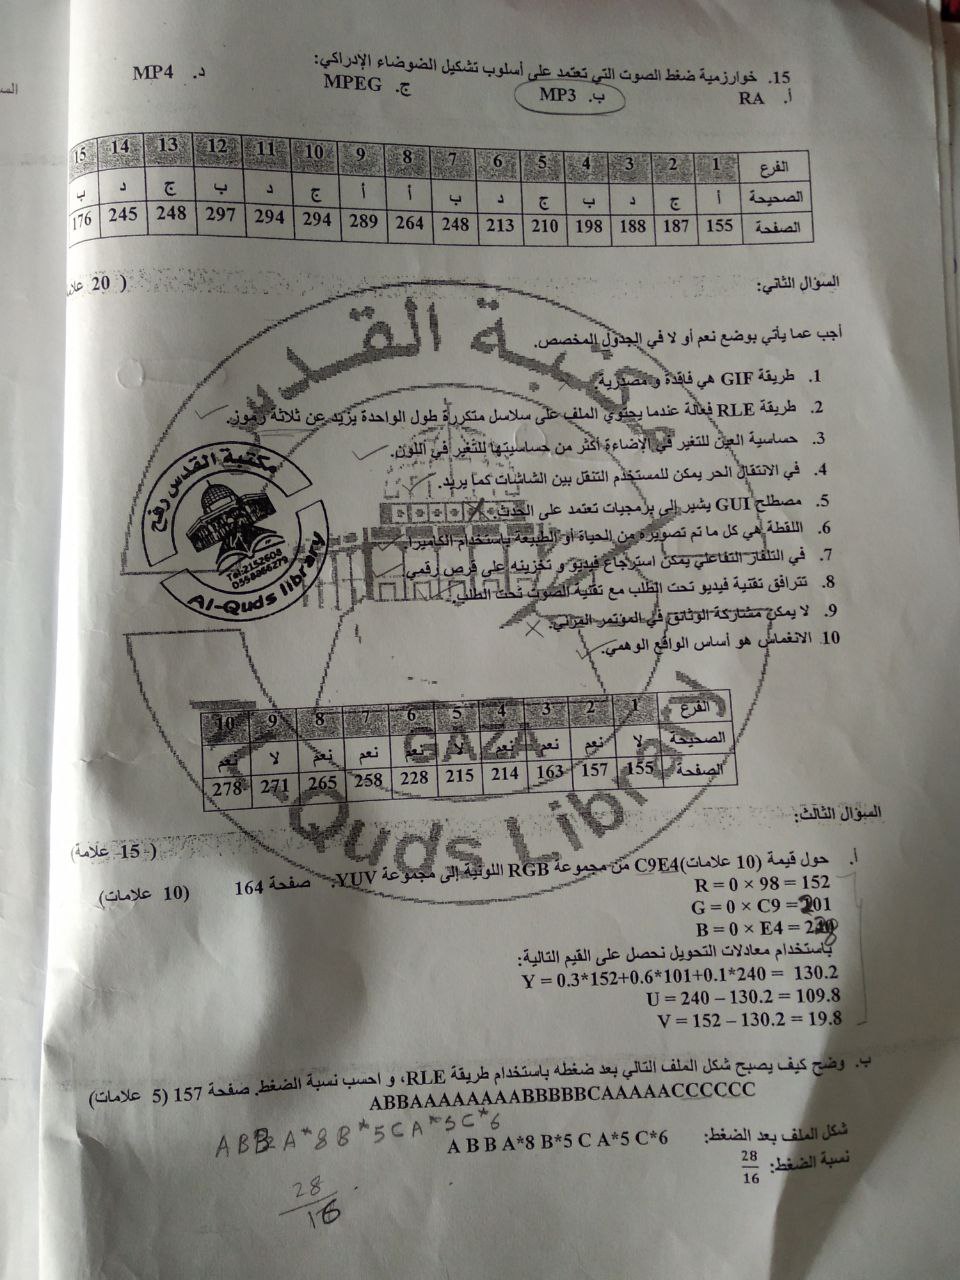 15. خوارزمية ضغط الصوت التي تعتمد على أسلوب تشكيل الضوضاء الإدراكي:
أ. RA ب. MP3 ج. MPEG د. MP4
الفرع 1 2 3 4 5 6 7 8 9 10 11 12 13 14 15
الصحيحة أ ج د ب ج د ب أ أ ج د ب ج د ب
الصفحة 155 187 188 198 210 213 248 264 289 294 294 297 248 245 176
السؤال الثاني: ( 20
أجب عما يأتي بوضع نعم أو لا في الجدول المخصص.
1. طريقة GIF هي فاقدة و مصدرية.
2. طريقة RLE فعالة عندما يحتوي الملف على سلاسل متكررة طول الواحدة يزيد عن ثلاثة رموز.
3. حساسية العين للتغير في الإضاءة أكثر من حساسيتها للتغير في اللون.
4. في الانتقال الحر يمكن للمستخدم التنقل بين الشاشات كما يريد.
5. مصطلح GUI يشير إلى برمجيات تعتمد على الحدث.
6. اللقطة هي كل ما تم تصويره من الحياة أو الطبيعة باستخدام الكاميرا.
7. في التلفاز التفاعلي يمكن استرجاع فيديو و تخزينه على قرص رقمي.
8. تترافق تقنية فيديو تحت الطلب مع تقنية الصوت تحت الطلب.
9. لا يمكن مشاركة الوثائق في المؤتمر المرئي.
10. الانغماس هو أساس الواقع الوهمي.
الفرع 1 2 3 4 5 6 7 8 9 10
الصحيحة لا نعم نعم نعم لا نعم نعم نعم لا نعم
الصفحة 155 157 163 214 215 228 258 265 271 278
مكتبة القدس
GAZA
Quds Library
مكتبة القدس رفح
Tel:2152608
Al-Quds library
السؤال الثالث: ( 15 علامة)
أ. حول قيمة (10 علامات)C9E4 من مجموعة RGB اللونية إلى مجموعة YUV. صفحة 164 (10 علامات)
R = 0 × 98 = 152
G = 0 × C9 = 201
B = 0 × E4 =
باستخدام معادلات التحويل نحصل على القيم التالية:
Y = 0.3*152+0.6*101+0.1*240 = 130.2
U = 240 – 130.2 = 109.8
V = 152 – 130.2 = 19.8
ب. وضح كيف يصبح شكل الملف التالي بعد ضغطه باستخدام طريقة RLE، و احسب نسبة الضغط. صفحة 157 (5 علامات)
ABBAAAAAAAABBBBBCAAAAACCCCCC
شكل الملف بعد الضغط: A B B A*8 B*5 C A*5 C*6
A B B A*8 B*5 C A*5 C*6
نسبة الضغط: 28/16
28/16